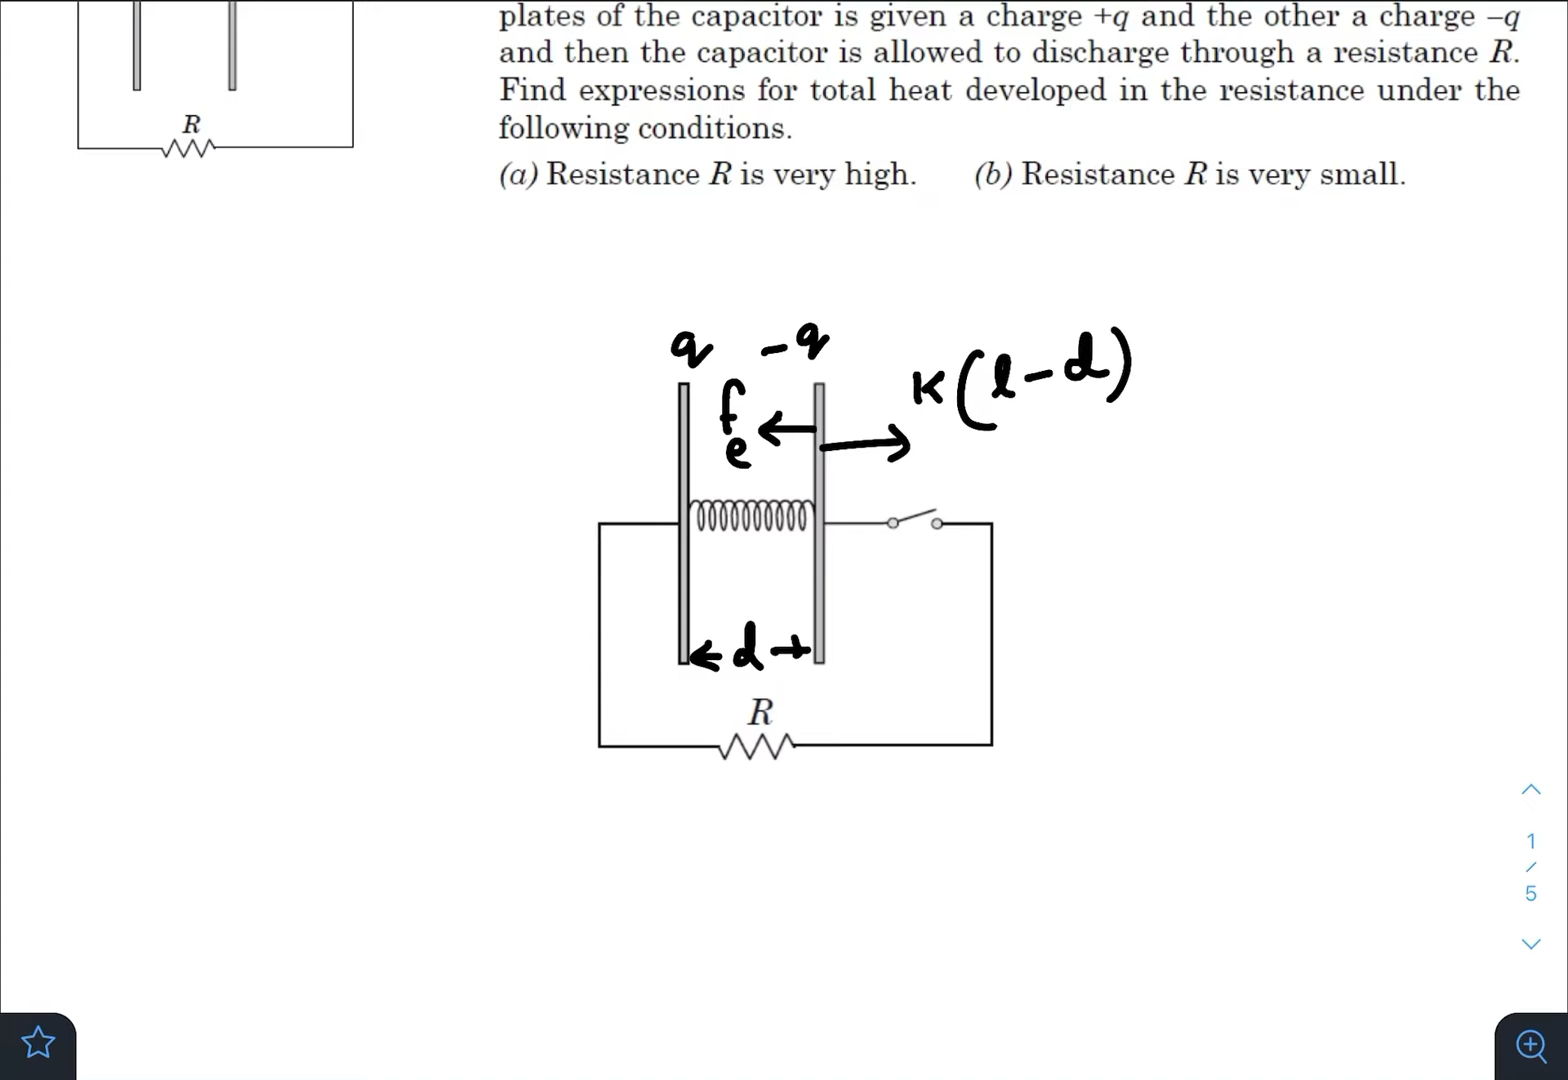 plates of the capacitor is given a charge +q and the other a charge –q
and then the capacitor is allowed to discharge through a resistance R.
Find expressions for total heat developed in the resistance under the
following conditions.
(a) Resistance R is very high. (b) Resistance R is very small.
R
q -q
K(l-d)
fe
d
R
1
/
5